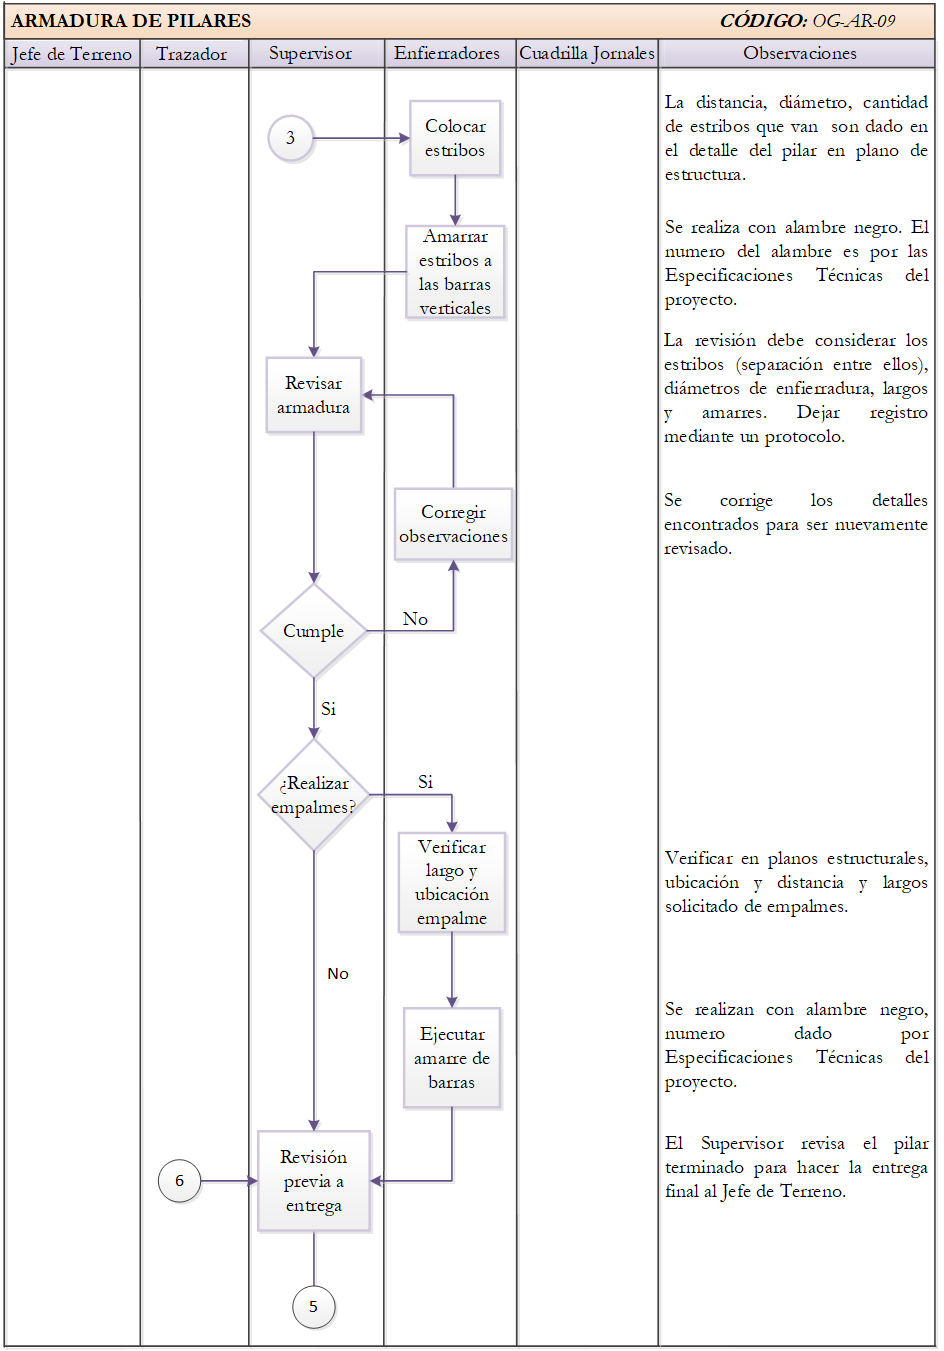 ARMADURA DE PILARES
CÓDIGO: OG-AR-09
Jefe de Terreno
Trazador
Supervisor
Enfierradores
Cuadrilla Jornales
Observaciones
3
Colocar
estribos
La distancia, diámetro, cantidad
de estribos que van son dado en
el detalle del pilar en plano de
estructura.
Amarrar
estribos a
las barras
verticales
Se realiza con alambre negro. El
numero del alambre es por las
Especificaciones Técnicas del
proyecto.
Revisar
armadura
La revisión debe considerar los
estribos (separación entre ellos),
diámetros de enfierradura, largos
y amarres. Dejar registro
mediante un protocolo.
Corregir
observaciones
Se corrige los detalles
encontrados para ser nuevamente
revisado.
Cumple
No
Si
¿Realizar
empalmes?
Si
Verificar
largo y
ubicación
empalme
Verificar en planos estructurales,
ubicación y distancia y largos
solicitado de empalmes.
No
Ejecutar
amarre de
barras
Se realizan con alambre negro,
numero dado por
Especificaciones Técnicas del
proyecto.
6
Revisión
previa a
entrega
El Supervisor revisa el pilar
terminado para hacer la entrega
final al Jefe de Terreno.
5